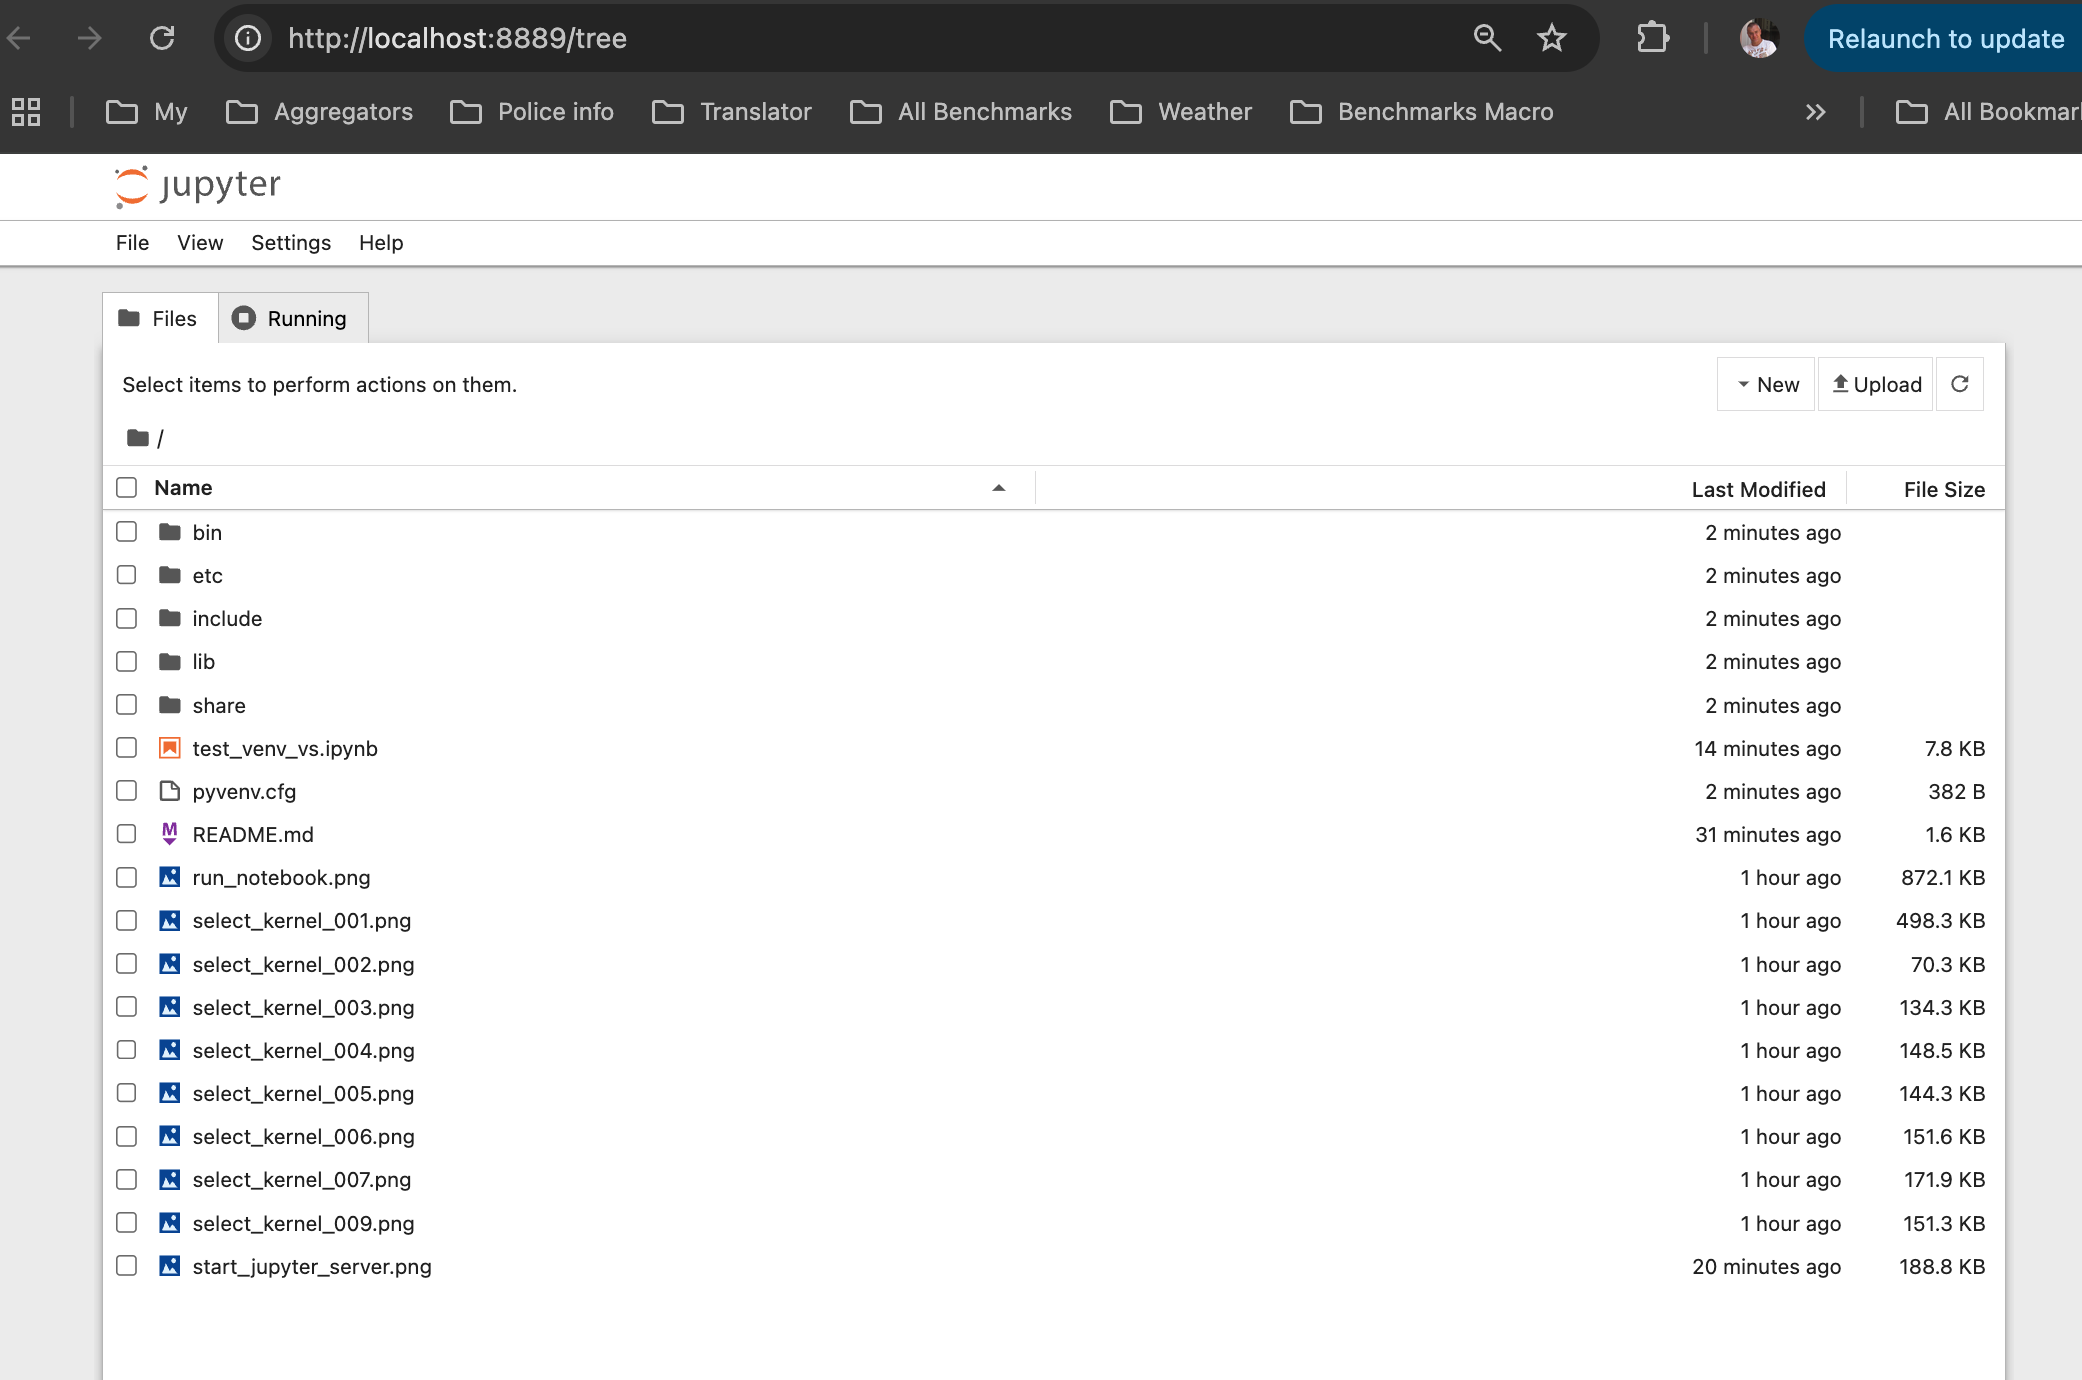 http://localhost:8889/tree Relaunch to update
My Aggregators Police info Translator All Benchmarks Weather Benchmarks Macro All Bookmar
jupyter
File View Settings Help
Files Running
Select items to perform actions on them. New Upload
/
Name Last Modified File Size
bin 2 minutes ago
etc 2 minutes ago
include 2 minutes ago
lib 2 minutes ago
share 2 minutes ago
test_venv_vs.ipynb 14 minutes ago 7.8 KB
pyvenv.cfg 2 minutes ago 382 B
README.md 31 minutes ago 1.6 KB
run_notebook.png 1 hour ago 872.1 KB
select_kernel_001.png 1 hour ago 498.3 KB
select_kernel_002.png 1 hour ago 70.3 KB
select_kernel_003.png 1 hour ago 134.3 KB
select_kernel_004.png 1 hour ago 148.5 KB
select_kernel_005.png 1 hour ago 144.3 KB
select_kernel_006.png 1 hour ago 151.6 KB
select_kernel_007.png 1 hour ago 171.9 KB
select_kernel_009.png 1 hour ago 151.3 KB
start_jupyter_server.png 20 minutes ago 188.8 KB